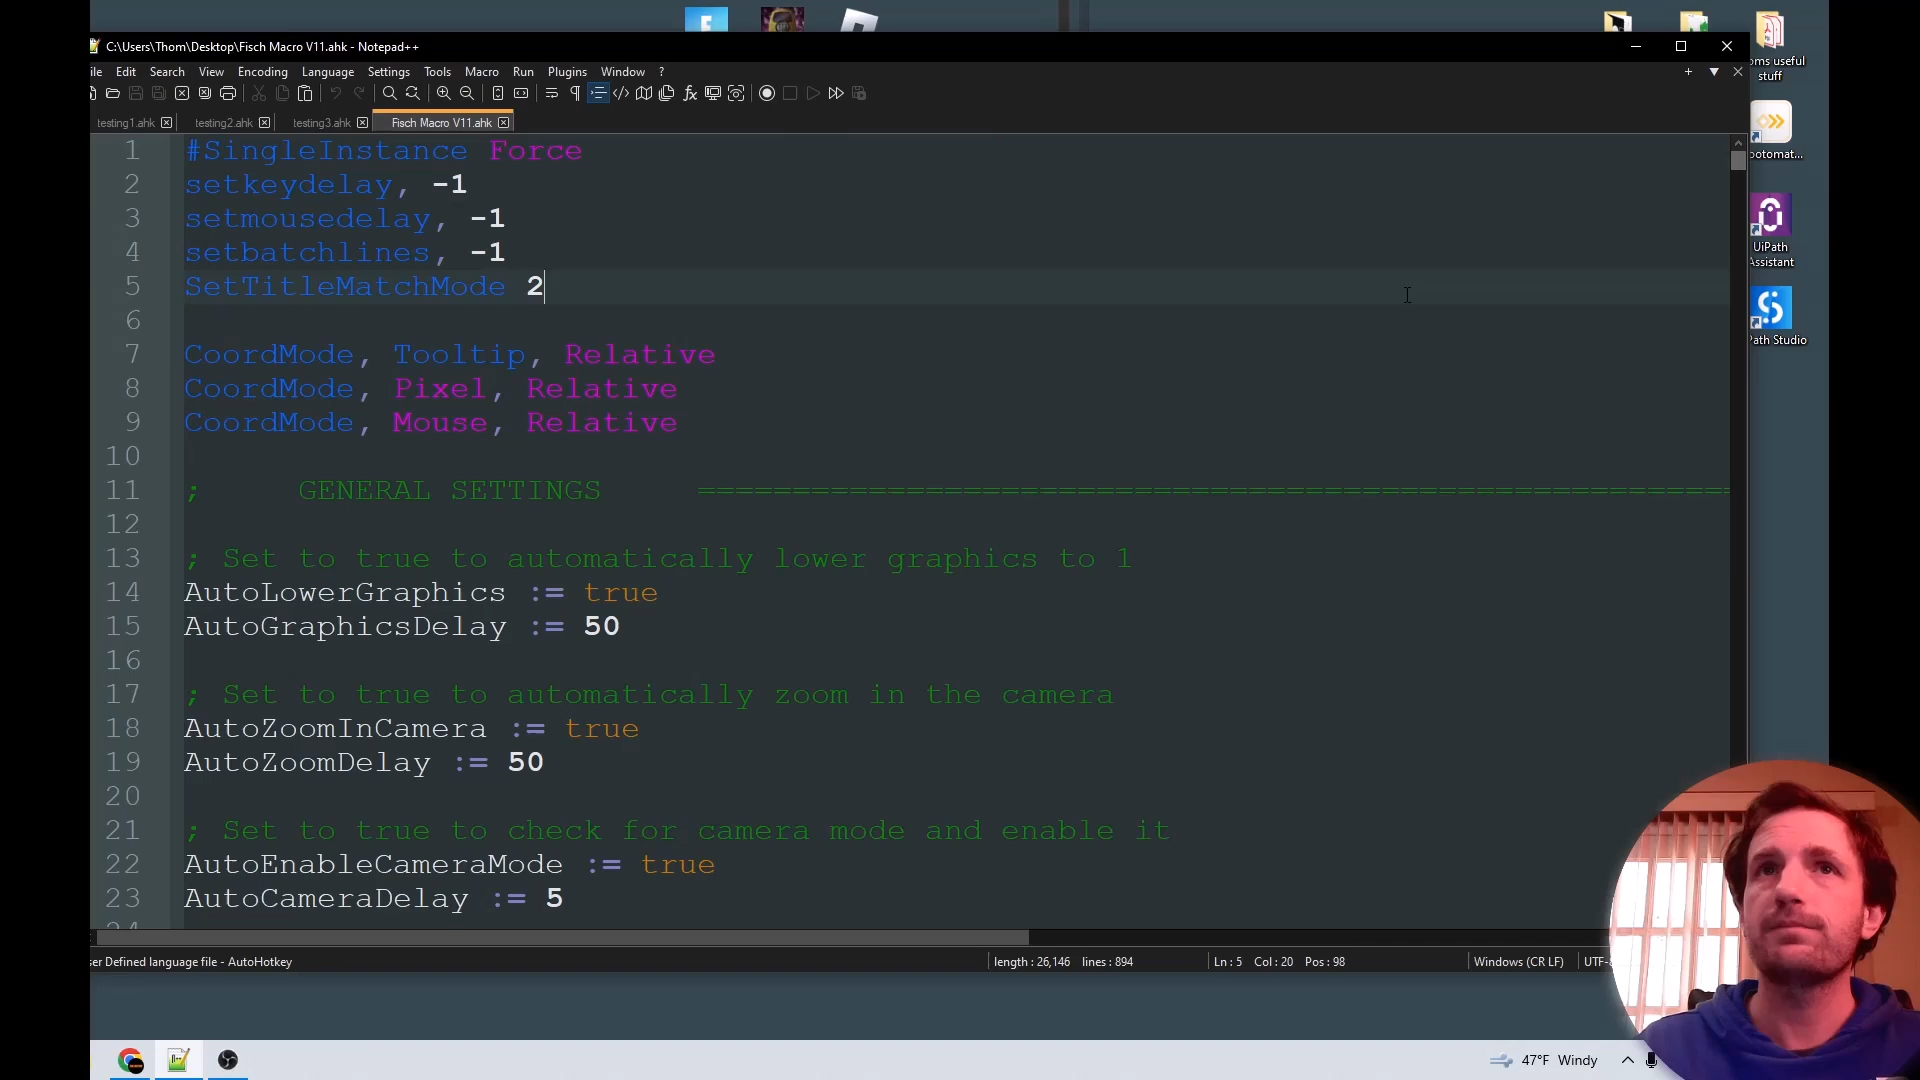 C:\Users\Thom\Desktop\Fisch Macro V11.ahk - Notepad++
ile Edit Search View Encoding Language Settings Tools Macro Run Plugins Window ?
testing1.ahk testing2.ahk testing3.ahk Fisch Macro V11.ahk
1 #SingleInstance Force
2 setkeydelay, -1
3 setmousedelay, -1
4 setbatchlines, -1
5 SetTitleMatchMode 2
6
7 CoordMode, Tooltip, Relative
8 CoordMode, Pixel, Relative
9 CoordMode, Mouse, Relative
10
11 ;     GENERAL SETTINGS     =======================================================
12
13 ; Set to true to automatically lower graphics to 1
14 AutoLowerGraphics := true
15 AutoGraphicsDelay := 50
16
17 ; Set to true to automatically zoom in the camera
18 AutoZoomInCamera := true
19 AutoZoomDelay := 50
20
21 ; Set to true to check for camera mode and enable it
22 AutoEnableCameraMode := true
23 AutoCameraDelay := 5
ser Defined language file - AutoHotkey length : 26,146 lines : 894 Ln : 5 Col : 20 Pos : 98 Windows (CR LF) UTF-
oms useful
stuff
ootomat...
UiPath
Assistant
Path Studio
47°F Windy